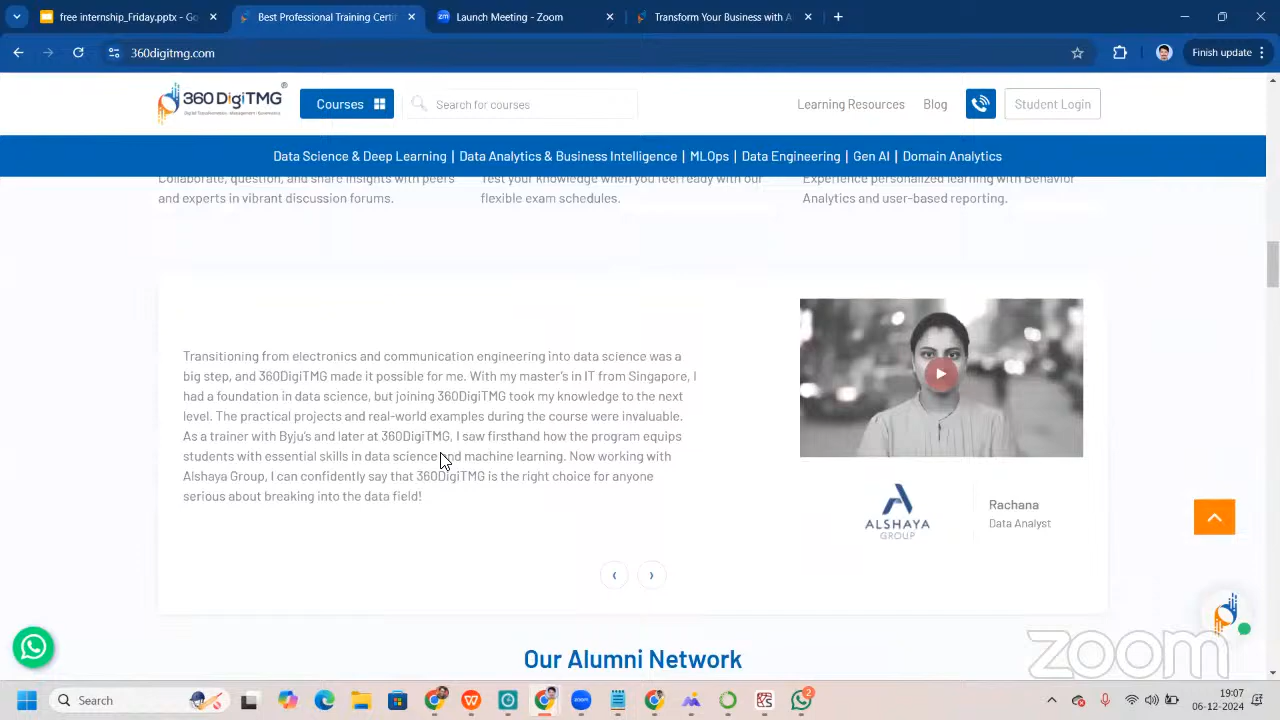 free internship_Friday.pptx - Go
Best Professional Training Certif
Launch Meeting - Zoom
Transform Your Business with A
360digitmg.com
Finish update
360 DigiTMG
Courses
Search for courses
Learning Resources
Blog
Student Login
Data Science & Deep Learning | Data Analytics & Business Intelligence | MLOps | Data Engineering | Gen AI | Domain Analytics
Collaborate, question, and share insights with peers
and experts in vibrant discussion forums.
Test your knowledge when you feel ready with our
flexible exam schedules.
Experience personalized learning with Behavior
Analytics and user-based reporting.
Transitioning from electronics and communication engineering into data science was a
big step, and 360DigiTMG made it possible for me. With my master's in IT from Singapore, I
had a foundation in data science, but joining 360DigiTMG took my knowledge to the next
level. The practical projects and real-world examples during the course were invaluable.
As a trainer with Byju's and later at 360DigiTMG, I saw firsthand how the program equips
students with essential skills in data science and machine learning. Now working with
Alshaya Group, I can confidently say that 360DigiTMG is the right choice for anyone
serious about breaking into the data field!
ALSHAYA
GROUP
Rachana
Data Analyst
Our Alumni Network
zoom
Search
2
19:07
06-12-2024